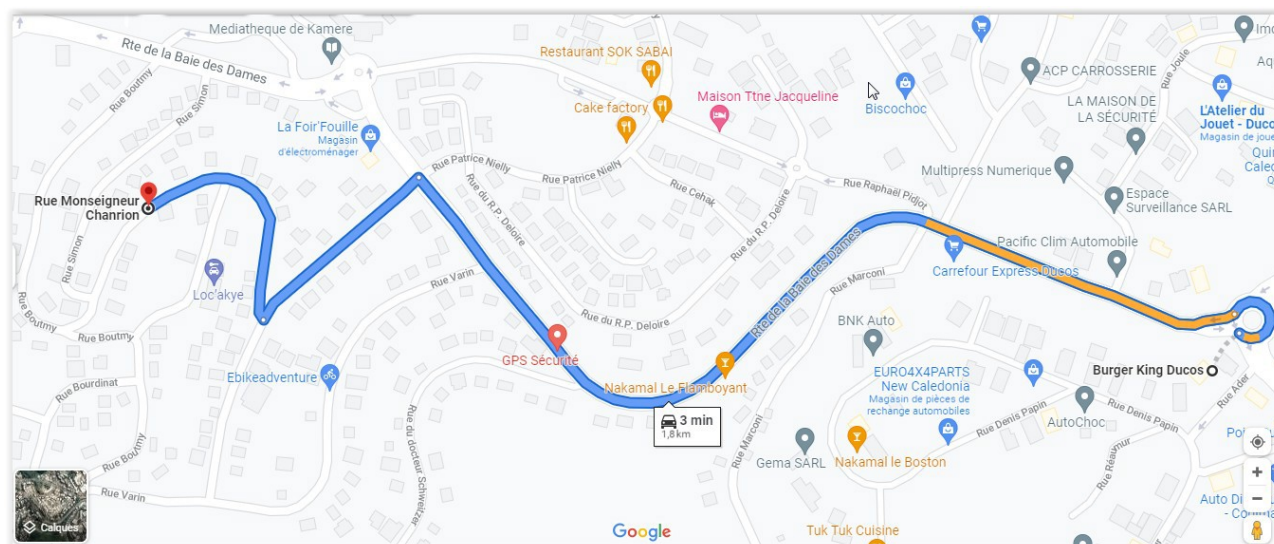 Mediatheque de Kamere
Rte de la Baie des Dames
Rue Boutmy
Rue Simon
La Foir'Fouille
Magasin
d'électroménager
Restaurant SOK SABAI
Cake factory
Maison Ttne Jacqueline
Biscochoc
ACP CARROSSERIE
LA MAISON DE
LA SÉCURITÉ
L'Atelier du
Jouet - Duco
Magasin de joue
Multipress Numerique
Espace
Surveillance SARL
Rue Joule
Rue Patrice Nielly
Rue Patrice Nielly
Rue Cehak
Rue Raphaël Pidjot
Rue du R.P. Deloire
Rue du R.P. Deloire
Rue du R.P. Deloire
Rue Monseigneur
Chanrion
Rue Simon
Loc'akye
Rue Varin
Rte de la Baie des Dames
Rue Marconi
Pacific Clim Automobile
Carrefour Express Ducos
BNK Auto
GPS Sécurité
Nakamal Le Flamboyant
3 min
1,8 km
Rue Boutmy
Rue Boutmy
Rue Bourdinat
Ebikeadventure
Rue Boutmy
Rue Varin
Rue du docteur Schweitzer
EURO4X4PARTS
New Caledonia
Magasin de pièces de
rechange automobiles
Burger King Ducos
Rue Ader
Rue Denis Papin
Rue Denis Papin
AutoChoc
Rue Marconi
Gema SARL
Nakamal le Boston
Rue Réaumur
Tuk Tuk Cuisine
Calques
Google